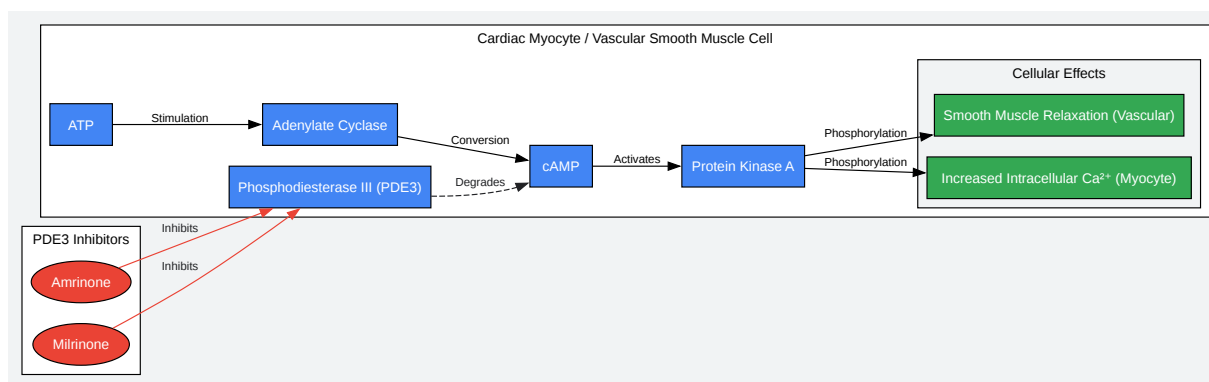 Cardiac Myocyte / Vascular Smooth Muscle Cell
Cellular Effects
ATP
Stimulation
Adenylate Cyclase
Conversion
cAMP
Activates
Protein Kinase A
Phosphorylation
Smooth Muscle Relaxation (Vascular)
Phosphorylation
Increased Intracellular Ca²⁺ (Myocyte)
Phosphodiesterase III (PDE3)
Degrades
PDE3 Inhibitors
Inhibits
Amrinone
Inhibits
Milrinone